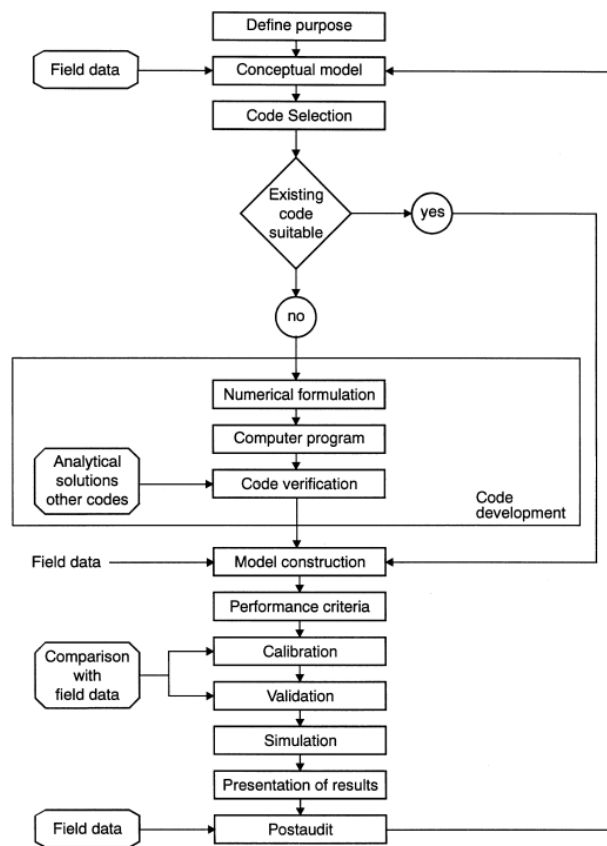 Define purpose
Field data
Conceptual model
Code Selection
Existing
code
suitable
yes
no
Numerical formulation
Computer program
Analytical
solutions
other codes
Code verification
Code
development
Field data
Model construction
Performance criteria
Comparison
with
field data
Calibration
Validation
Simulation
Presentation of results
Field data
Postaudit